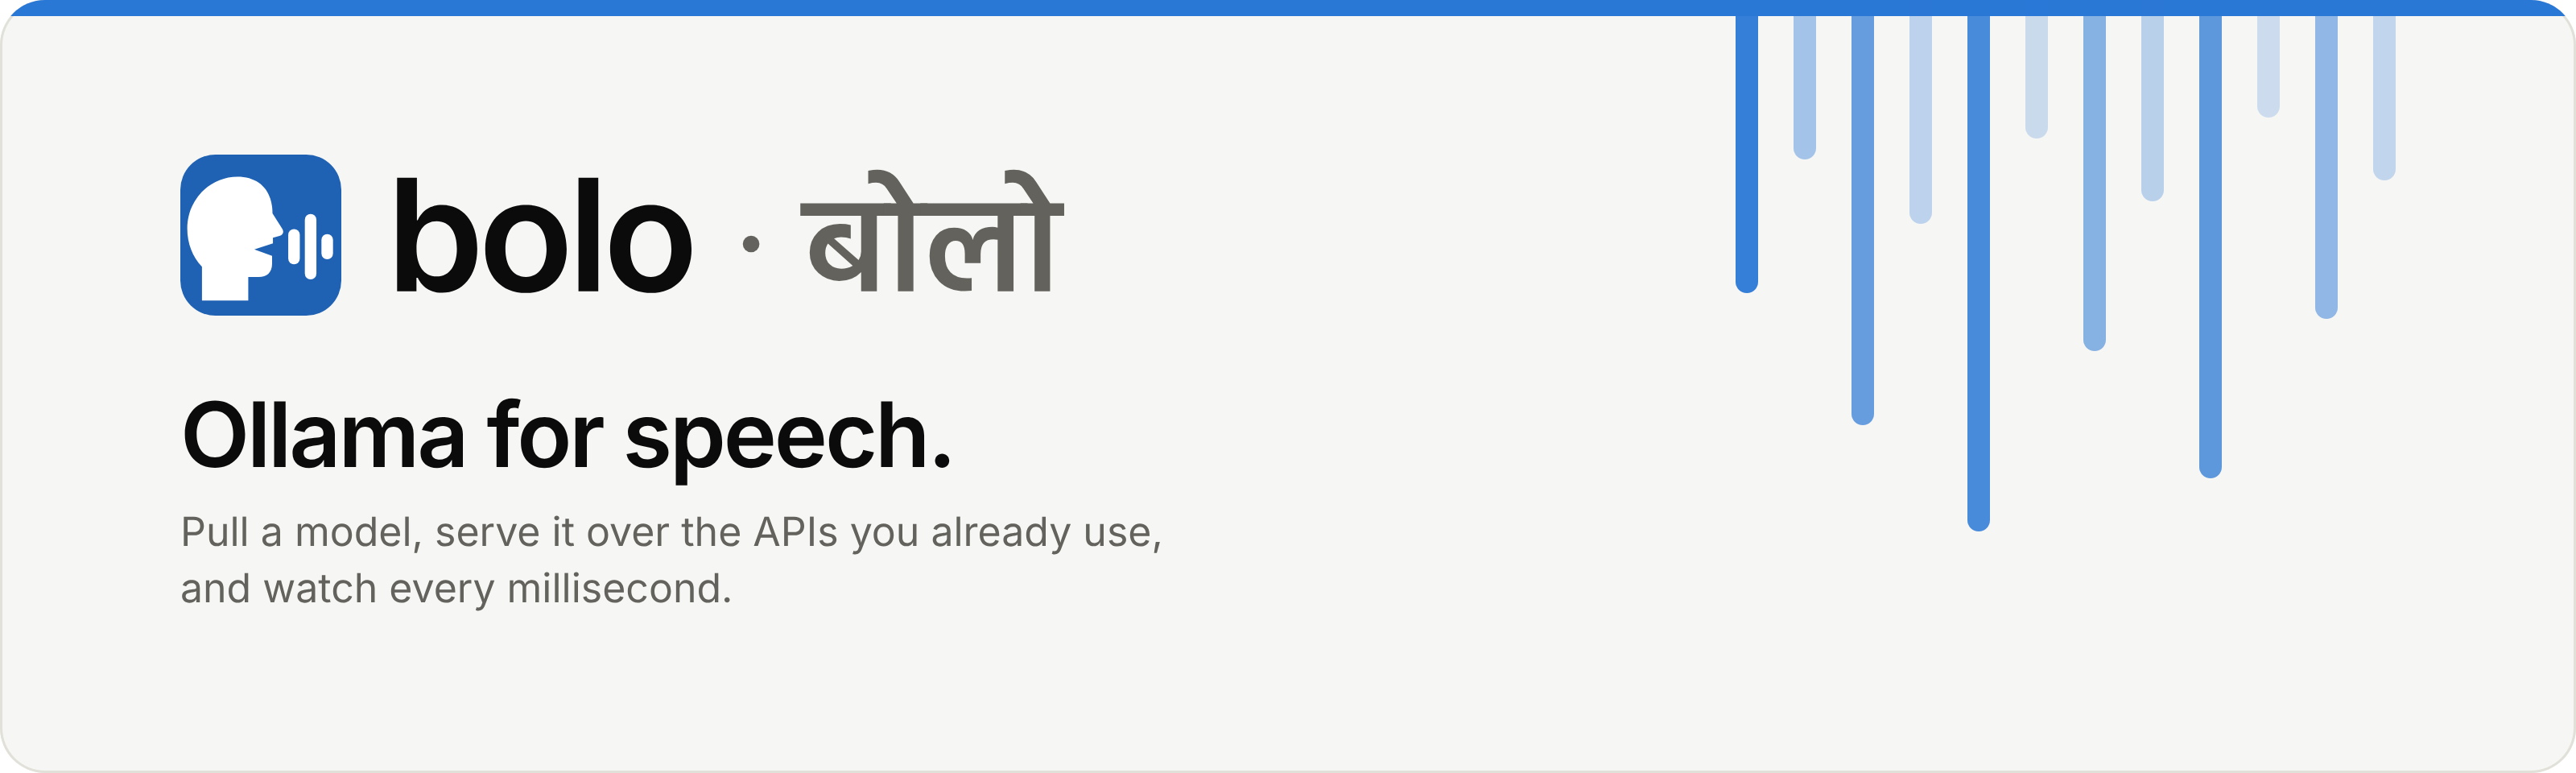 bolo · बोलो
Ollama for speech.
Pull a model, serve it over the APIs you already use,
and watch every millisecond.